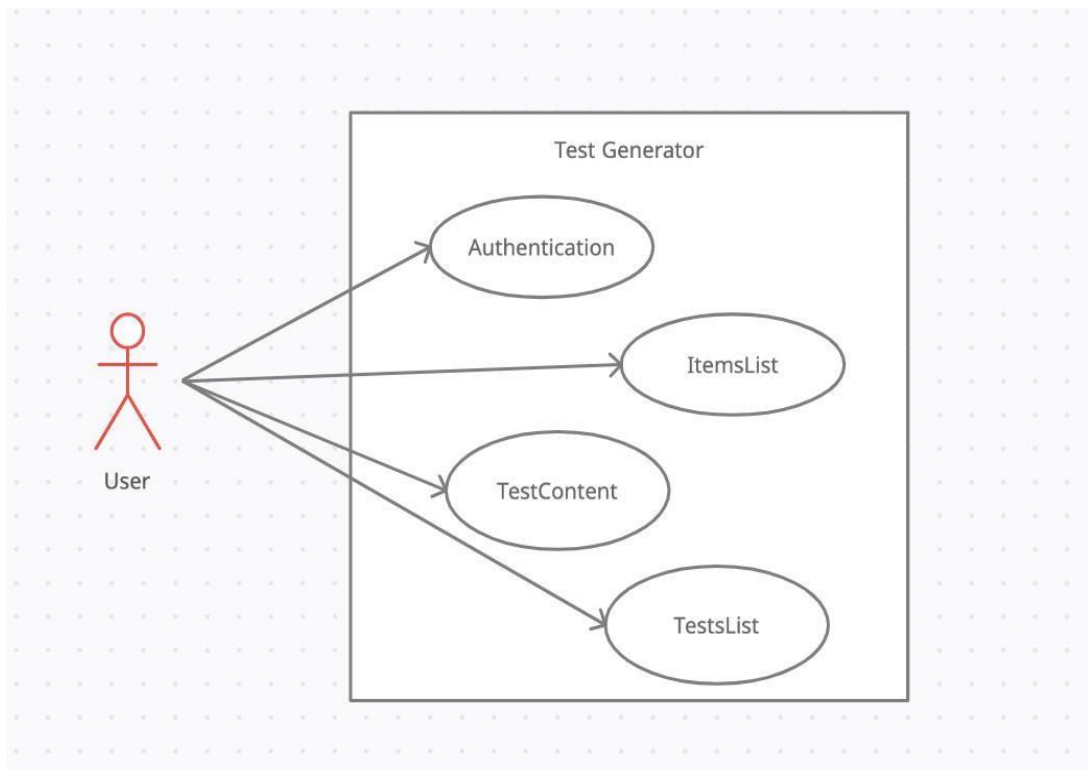 Test Generator
Authentication
ItemsList
User
TestContent
TestsList